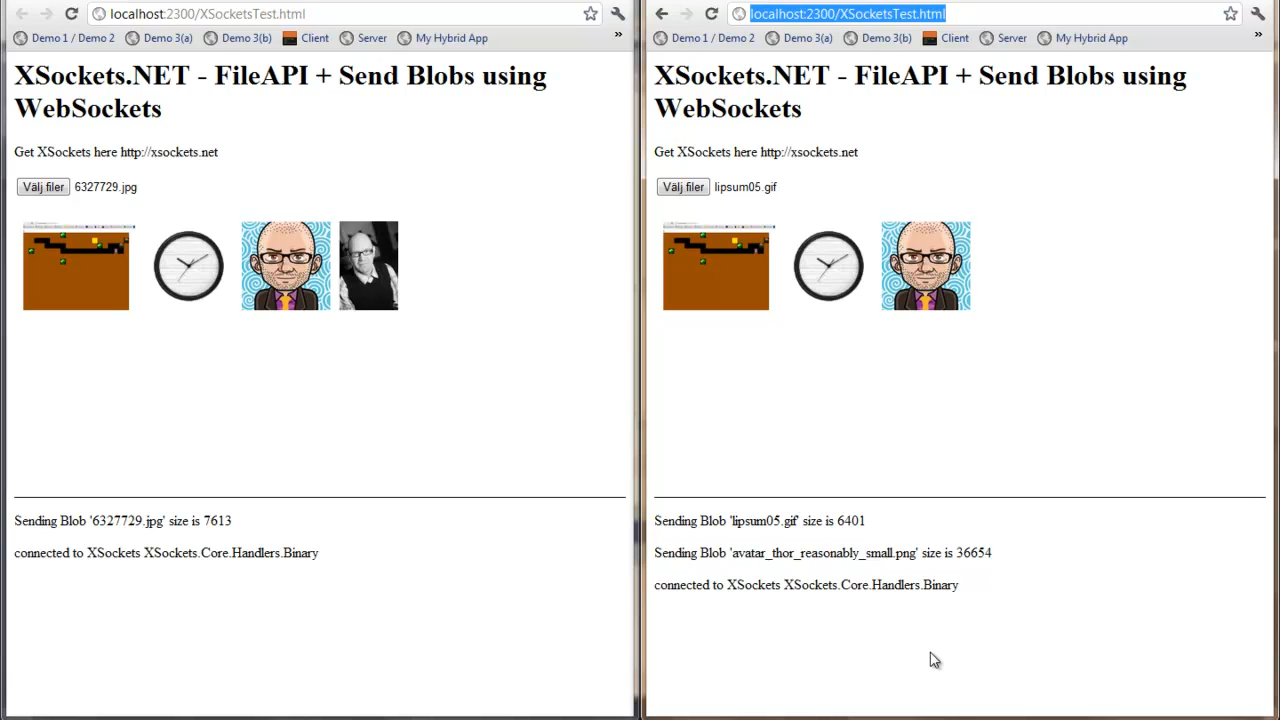 localhost:2300/XSocketsTest.html
Demo 1 / Demo 2 Demo 3(a) Demo 3(b) Client Server My Hybrid App »
XSockets.NET - FileAPI + Send Blobs using
WebSockets
Get XSockets here http://xsockets.net
Välj filer 6327729.jpg
Sending Blob '6327729.jpg' size is 7613
connected to XSockets XSockets.Core.Handlers.Binary
localhost:2300/XSocketsTest.html
Demo 1 / Demo 2 Demo 3(a) Demo 3(b) Client Server My Hybrid App »
XSockets.NET - FileAPI + Send Blobs using
WebSockets
Get XSockets here http://xsockets.net
Välj filer lipsum05.gif
Sending Blob 'lipsum05.gif' size is 6401
Sending Blob 'avatar_thor_reasonably_small.png' size is 36654
connected to XSockets XSockets.Core.Handlers.Binary